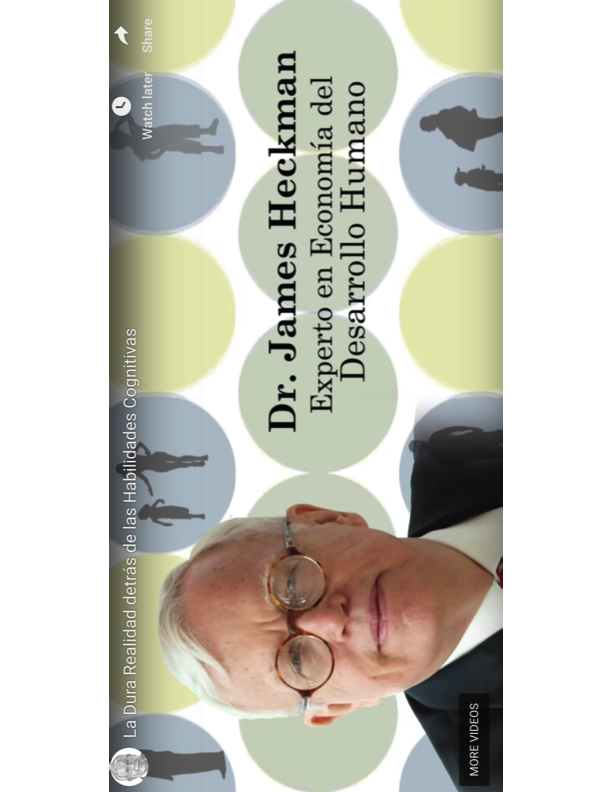 La Dura Realidad detrás de las Habilidades Cognitivas
Watch later
Share
Dr. James Heckman
Experto en Economía del
Desarrollo Humano
MORE VIDEOS